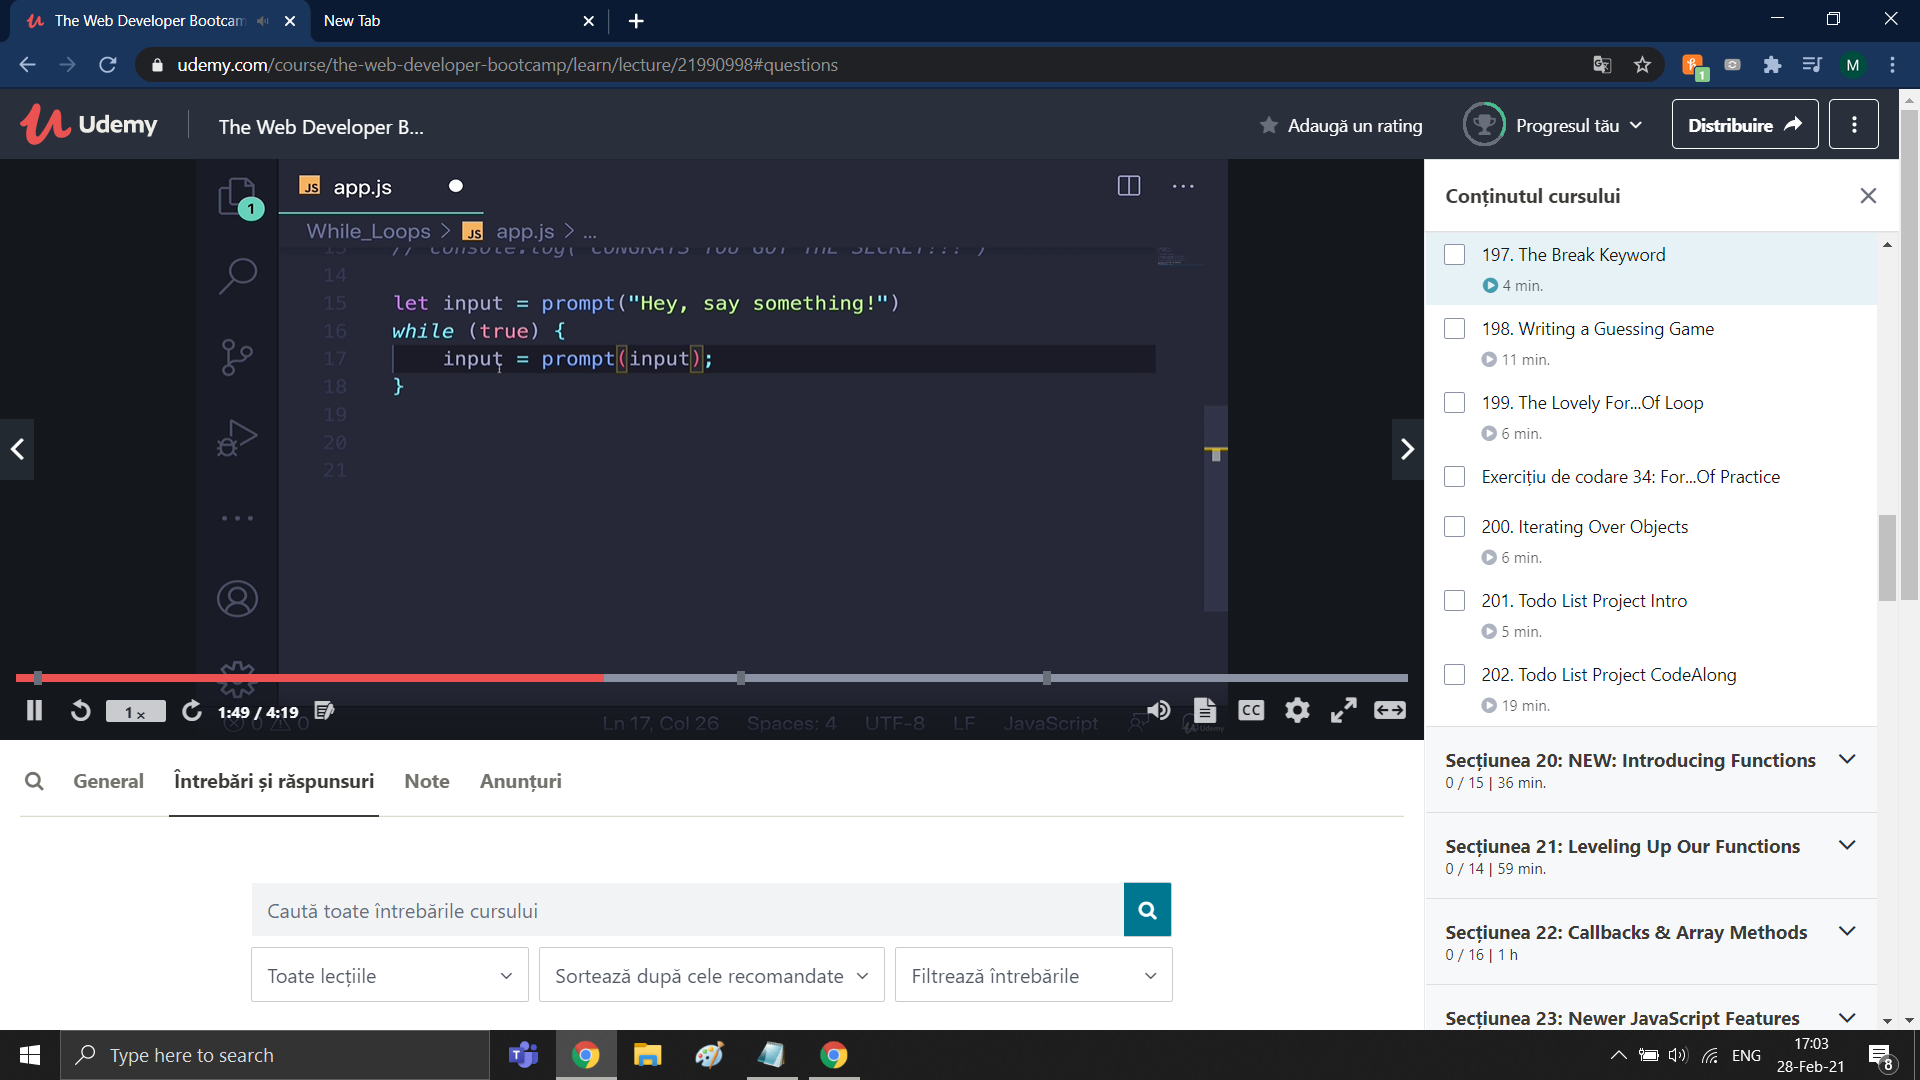 The Web Developer Bootcam
New Tab
udemy.com/course/the-web-developer-bootcamp/learn/lecture/21990998#questions
1
M
Udemy
The Web Developer B...
Adaugă un rating
Progresul tău
Distribuire
JS app.js
1
While_Loops > JS app.js > ...
13 // console.log("CONGRATS YOU GOT THE SECRET!!!")
14
15 let input = prompt("Hey, say something!")
16 while (true) {
17 input = prompt(input);
18 }
19
20
21
1 x
1:49 / 4:19
0 0
Ln 17, Col 26 Spaces: 4 UTF-8 LF JavaScript
CC
Udemy
General
Întrebări și răspunsuri
Note
Anunțuri
Caută toate întrebările cursului
Toate lecțiile
Sortează după cele recomandate
Filtrează întrebările
Conținutul cursului
197. The Break Keyword
4 min.
198. Writing a Guessing Game
11 min.
199. The Lovely For...Of Loop
6 min.
Exercițiu de codare 34: For...Of Practice
200. Iterating Over Objects
6 min.
201. Todo List Project Intro
5 min.
202. Todo List Project CodeAlong
19 min.
Secțiunea 20: NEW: Introducing Functions
0 / 15 | 36 min.
Secțiunea 21: Leveling Up Our Functions
0 / 14 | 59 min.
Secțiunea 22: Callbacks & Array Methods
0 / 16 | 1 h
Secțiunea 23: Newer JavaScript Features
Type here to search
ENG
17:03
28-Feb-21
8